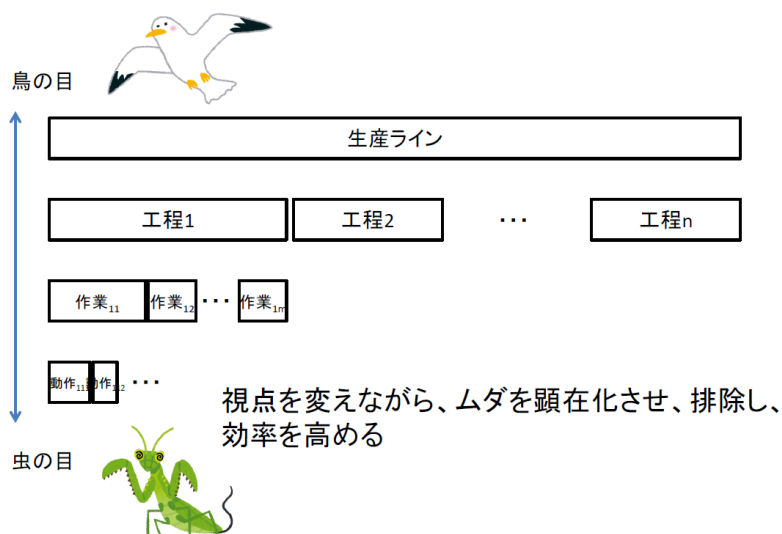 鳥の目
生産ライン
工程1 工程2 ・・・ 工程n
作業11 作業12 ・・・ 作業1m
動作111 動作112 ・・・
視点を変えながら、ムダを顕在化させ、排除し、
効率を高める
虫の目